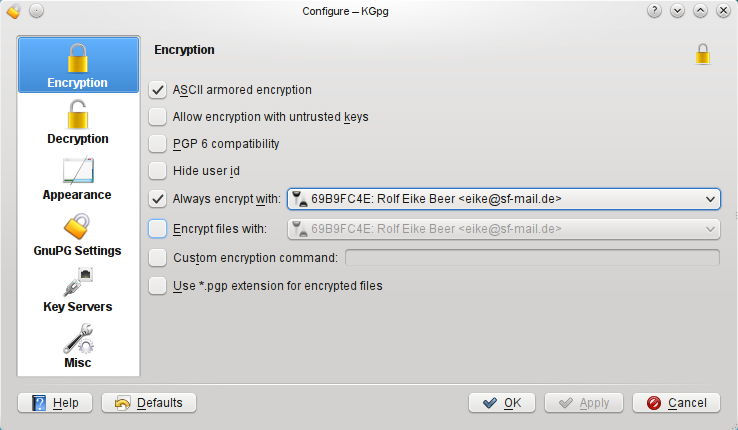 Configure – KGpg
Encryption
Decryption
Appearance
GnuPG Settings
Key Servers
Misc
Encryption
ASCII armored encryption
Allow encryption with untrusted keys
PGP 6 compatibility
Hide user id
Always encrypt with: 69B9FC4E: Rolf Eike Beer <eike@sf-mail.de>
Encrypt files with: 69B9FC4E: Rolf Eike Beer <eike@sf-mail.de>
Custom encryption command:
Use *.pgp extension for encrypted files
Help Defaults OK Apply Cancel